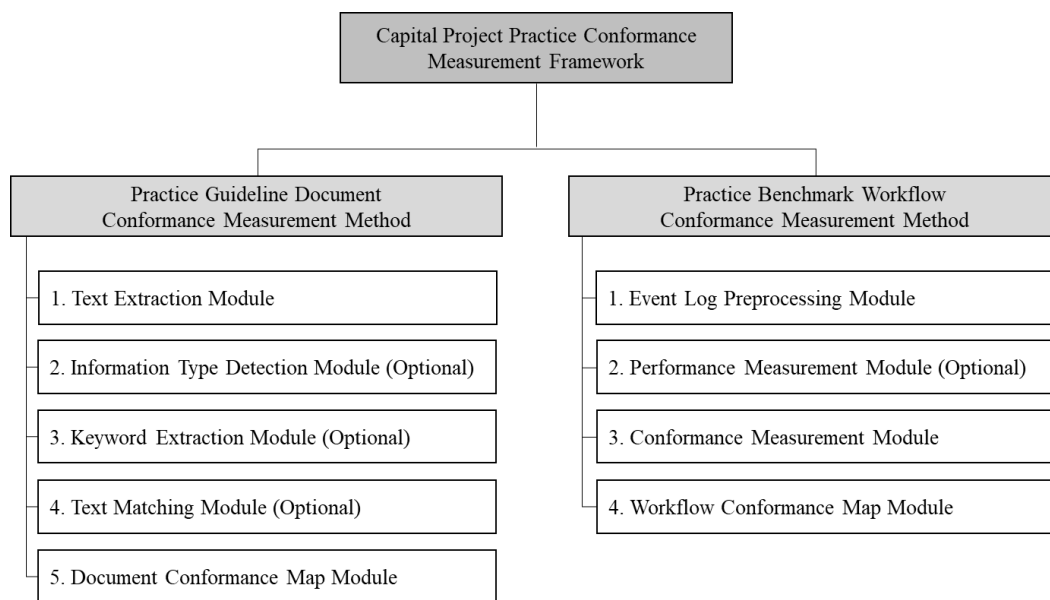 Capital Project Practice Conformance
Measurement Framework
Practice Guideline Document
Conformance Measurement Method
1. Text Extraction Module
2. Information Type Detection Module (Optional)
3. Keyword Extraction Module (Optional)
4. Text Matching Module (Optional)
5. Document Conformance Map Module
Practice Benchmark Workflow
Conformance Measurement Method
1. Event Log Preprocessing Module
2. Performance Measurement Module (Optional)
3. Conformance Measurement Module
4. Workflow Conformance Map Module